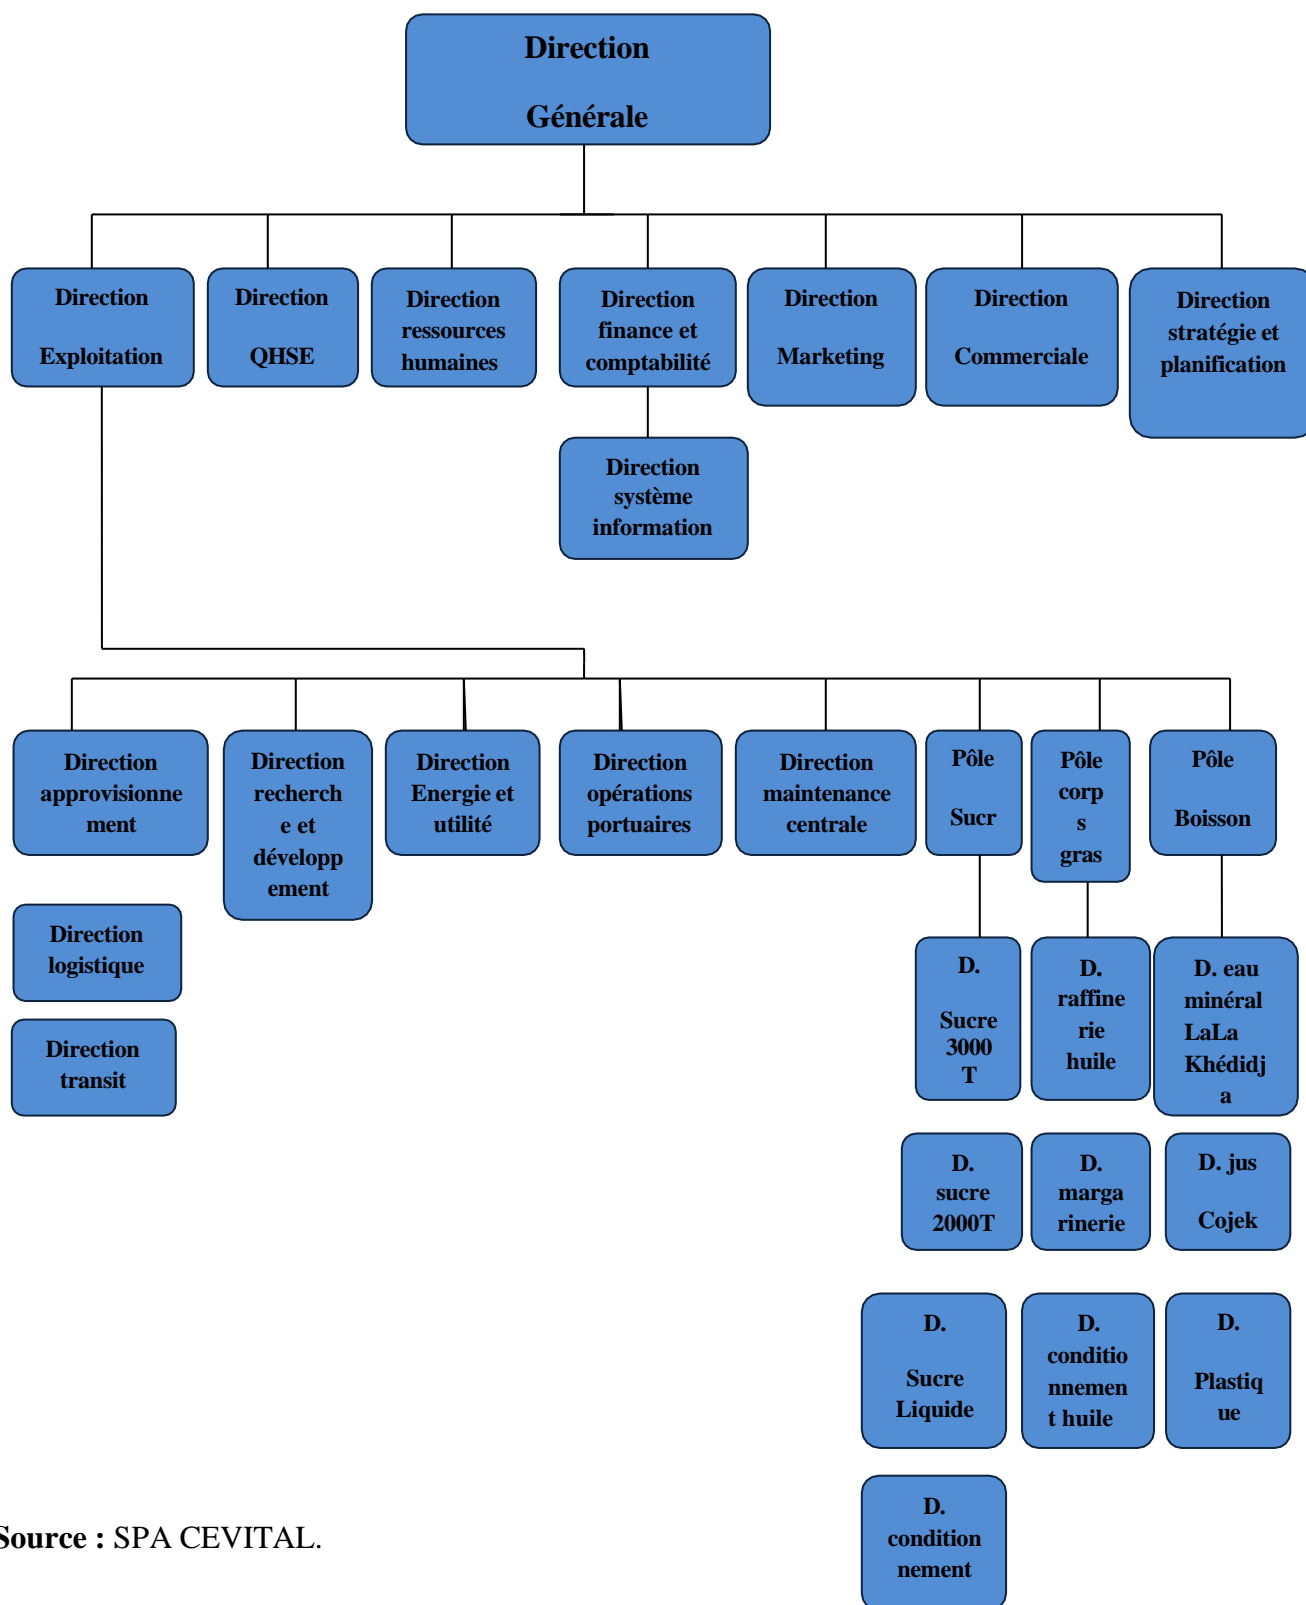 Direction
Générale
Direction
Exploitation
Direction
QHSE
Direction
ressources
humaines
Direction
finance et
comptabilité
Direction
Marketing
Direction
Commerciale
Direction
stratégie et
planification
Direction
système
information
Direction
approvisionne
ment
Direction
recherch
e et
développ
ement
Direction
Energie et
utilité
Direction
opérations
portuaires
Direction
maintenance
centrale
Pôle
Sucr
Pôle
corp
s
gras
Pôle
Boisson
Direction
logistique
Direction
transit
D.
Sucre
3000
T
D.
raffine
rie
huile
D. eau
minéral
LaLa
Khédidj
a
D.
sucre
2000T
D.
marga
rinerie
D. jus
Cojek
D.
Sucre
Liquide
D.
conditio
nnemen
t huile
D.
Plastiq
ue
D.
condition
nement
Source : SPA CEVITAL.